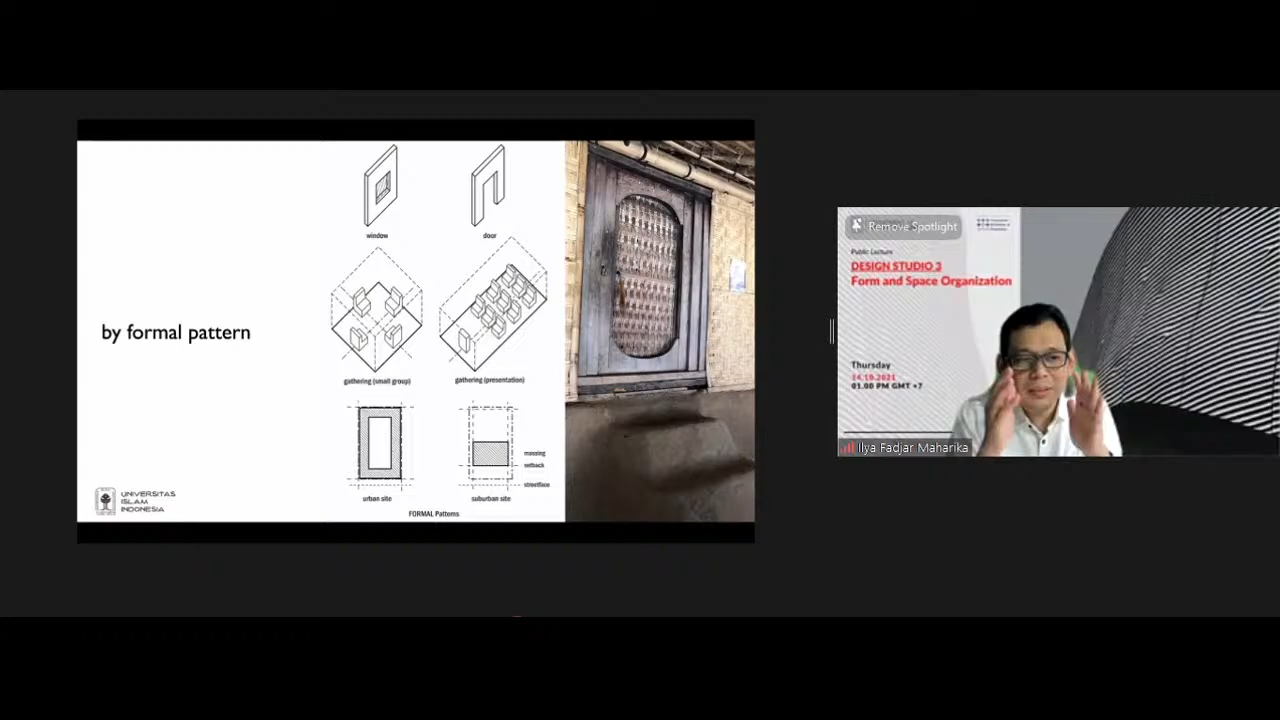 by formal pattern
window
door
gathering (small group)
gathering (presentation)
massing
setback
streetface
urban site
suburban site
FORMAL Patterns
UNIVERSITAS
ISLAM
INDONESIA
Remove Spotlight
Public Lecture
DESIGN STUDIO 3
Form and Space Organization
Thursday
14.10.2021
01.00 PM GMT +7
Ilya Fadjar Maharika